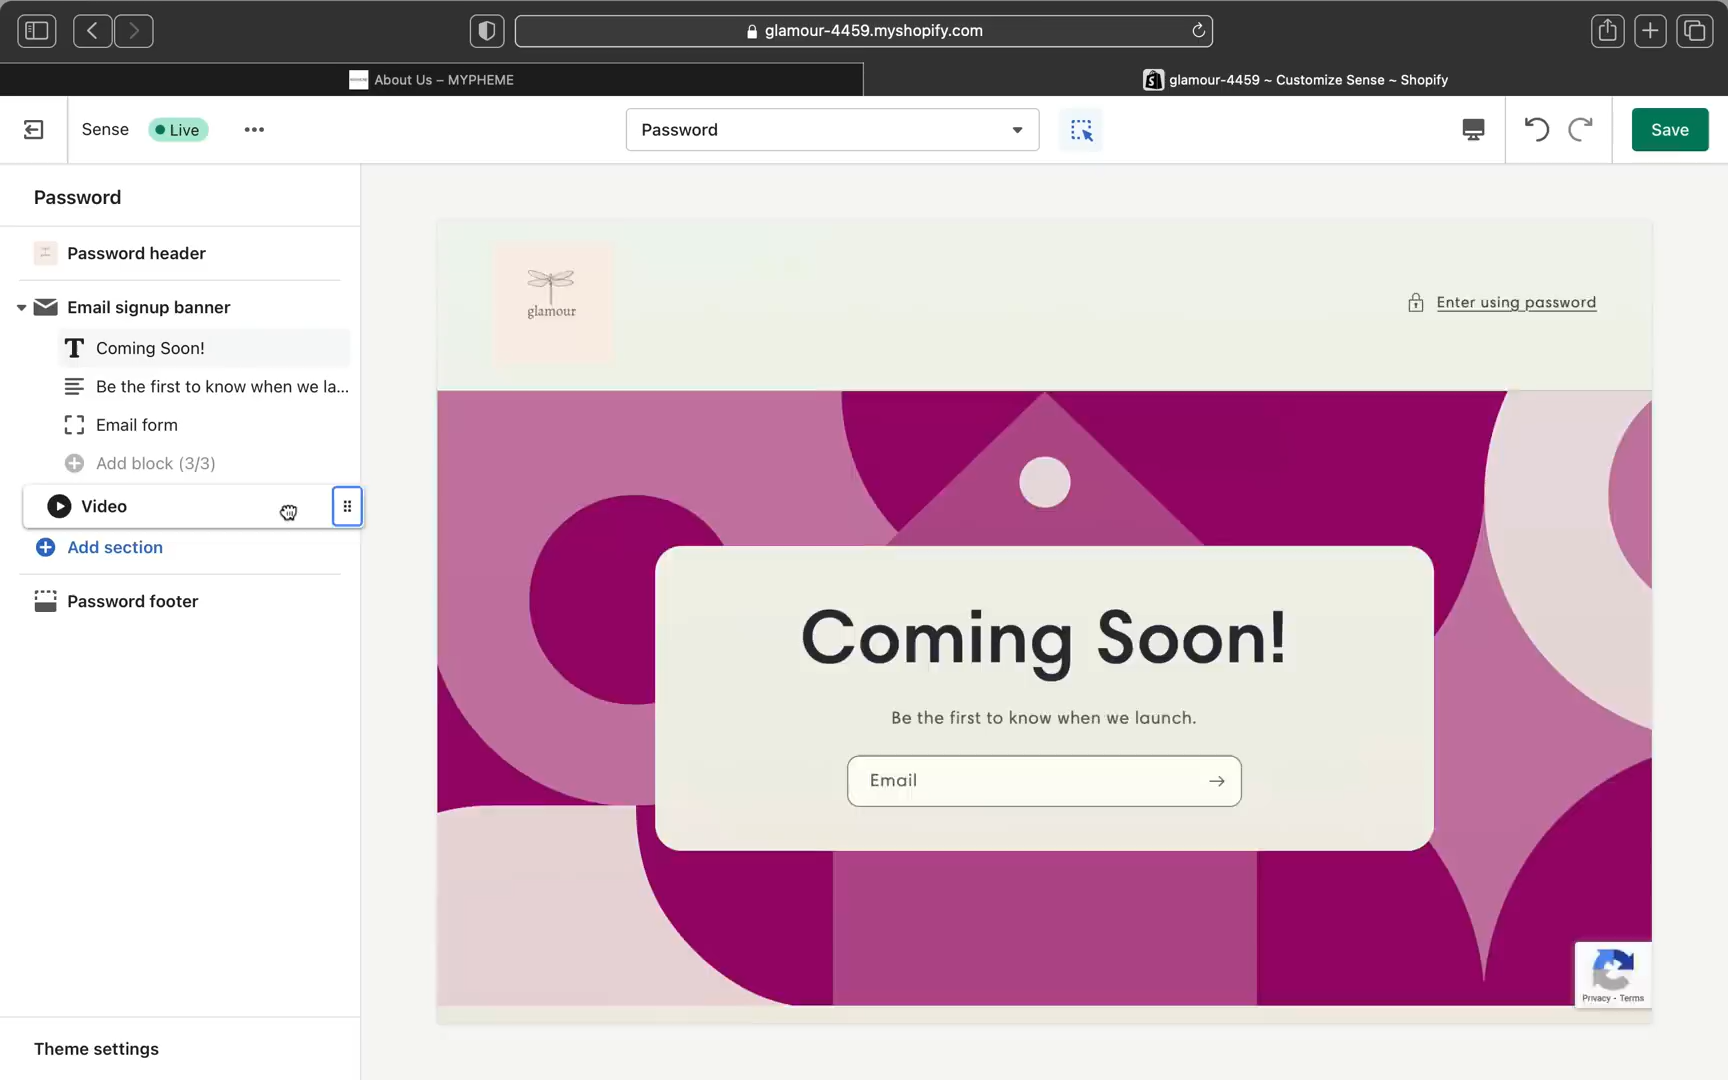 glamour-4459.myshopify.com
About Us – MYPHEME
glamour-4459 ~ Customize Sense ~ Shopify
Sense
Live
Password
Save
Password
Password header
Email signup banner
Coming Soon!
Be the first to know when we la...
Email form
Add block (3/3)
Video
Add section
Password footer
Theme settings
glamour
Enter using password
Coming Soon!
Be the first to know when we launch.
Email
Privacy - Terms